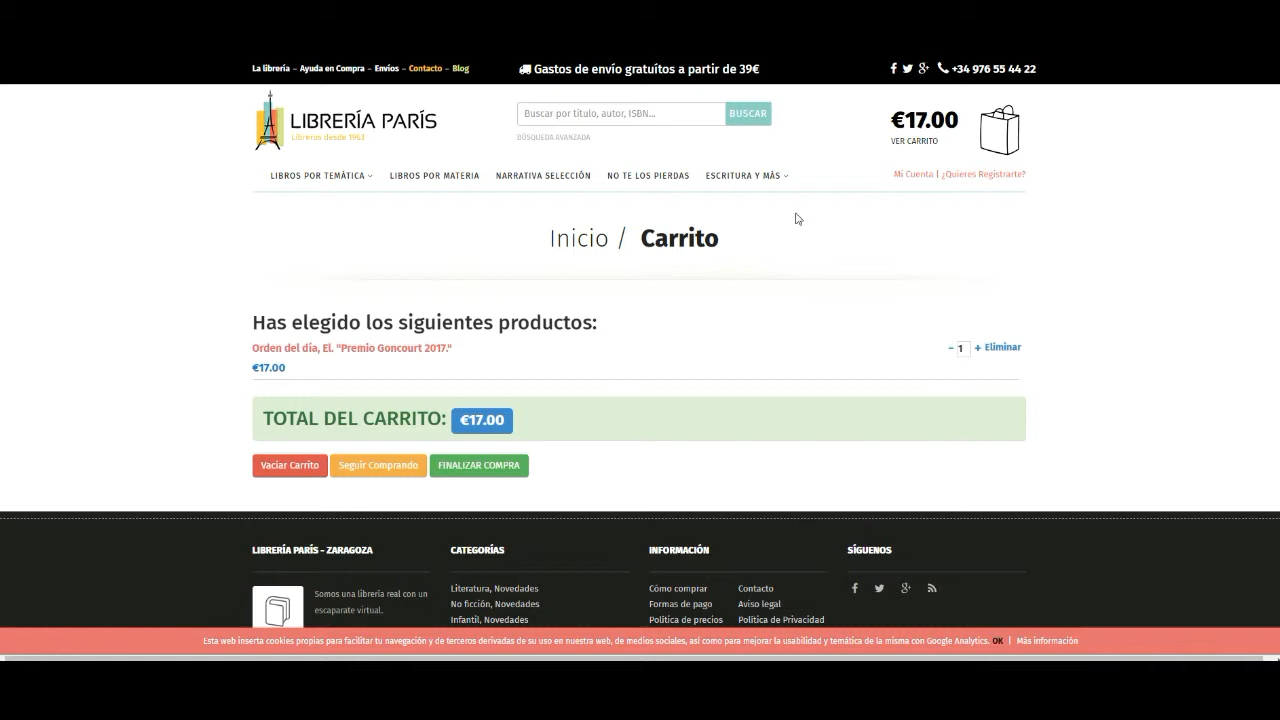 La librería – Ayuda en Compra – Envíos – Contacto – Blog
Gastos de envío gratuítos a partir de 39€
+34 976 55 44 22
LIBRERÍA PARÍS
Libreros desde 1963
Buscar por título, autor, ISBN...
BUSCAR
BÚSQUEDA AVANZADA
€17.00
VER CARRITO
LIBROS POR TEMÁTICA
LIBROS POR MATERIA
NARRATIVA SELECCIÓN
NO TE LOS PIERDAS
ESCRITURA Y MÁS
Mi Cuenta | ¿Quieres Registrarte?
Inicio / Carrito
Has elegido los siguientes productos:
Orden del día, El. "Premio Goncourt 2017."
- 1 + Eliminar
€17.00
TOTAL DEL CARRITO: €17.00
Vaciar Carrito
Seguir Comprando
FINALIZAR COMPRA
LIBRERÍA PARÍS - ZARAGOZA
Somos una librería real con un
escaparate virtual.
CATEGORÍAS
Literatura, Novedades
No ficción, Novedades
Infantil, Novedades
INFORMACIÓN
Cómo comprar
Formas de pago
Política de precios
Contacto
Aviso legal
Política de Privacidad
SÍGUENOS
Esta web inserta cookies propias para facilitar tu navegación y de terceros derivadas de su uso en nuestra web, de medios sociales, así como para mejorar la usabilidad y temática de la misma con Google Analytics. OK | Más información